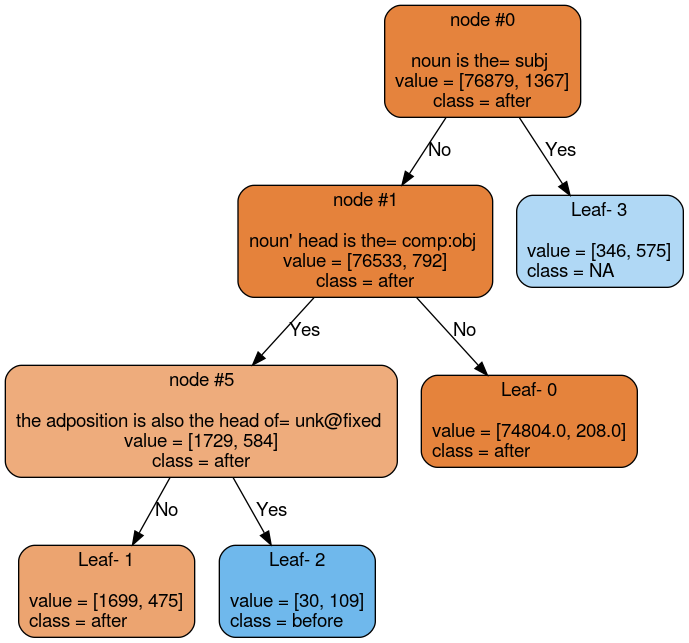 node #0
noun is the= subj
value = [76879, 1367]
class = after
No
Yes
node #1
noun' head is the= comp:obj
value = [76533, 792]
class = after
Leaf- 3
value = [346, 575]
class = NA
Yes
No
node #5
the adposition is also the head of= unk@fixed
value = [1729, 584]
class = after
Leaf- 0
value = [74804.0, 208.0]
class = after
No
Yes
Leaf- 1
value = [1699, 475]
class = after
Leaf- 2
value = [30, 109]
class = before